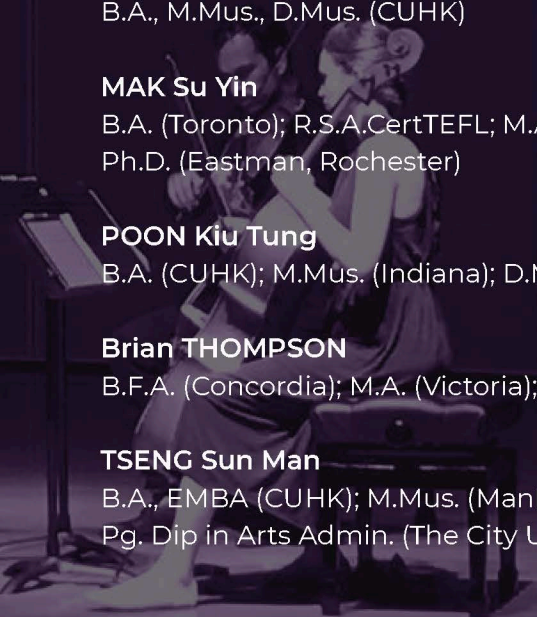 B.A., M.Mus., D.Mus. (CUHK)
MAK Su Yin
B.A. (Toronto); R.S.A.CertTEFL; M.
Ph.D. (Eastman, Rochester)
POON Kiu Tung
B.A. (CUHK); M.Mus. (Indiana); D.
Brian THOMPSON
B.F.A. (Concordia); M.A. (Victoria);
TSENG Sun Man
B.A., EMBA (CUHK); M.Mus. (Man
Pg. Dip in Arts Admin. (The City